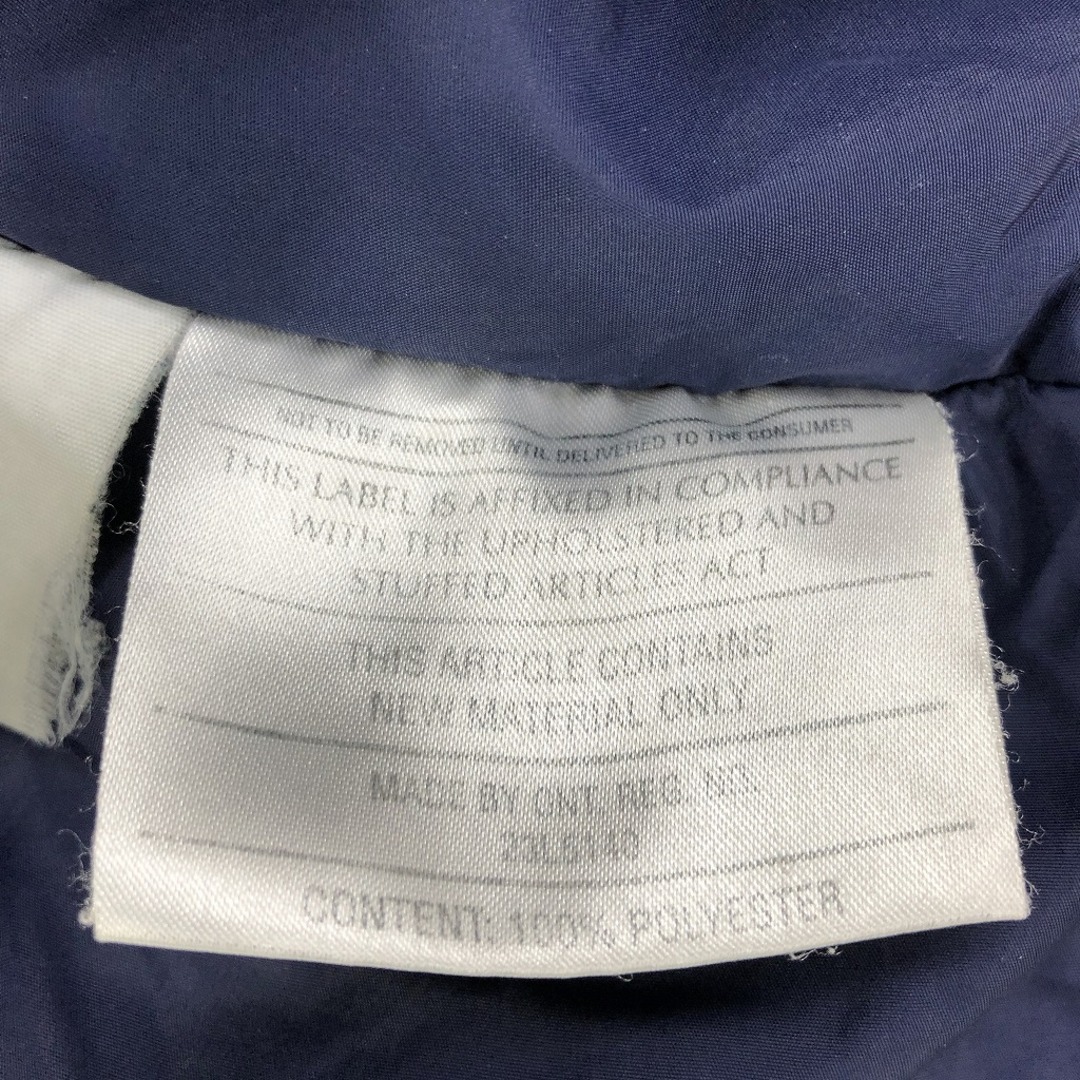 NOT TO BE REMOVED UNTIL DELIVERED TO THE CONSUMER
THIS LABEL IS AFFIXED IN COMPLIANCE
WITH THE UPHOLSTERED AND
STUFFED ARTICLES ACT
THIS ARTICLE CONTAINS
NEW MATERIAL ONLY
MADE BY ONT. REG. NO.
CONTENT: 100% POLYESTER